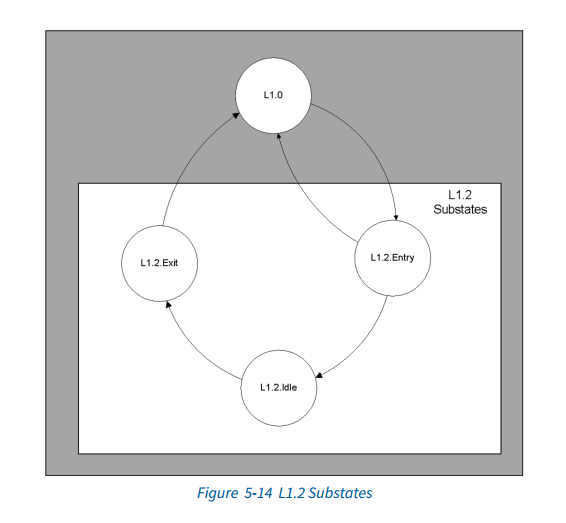 L1.0
L1.2
Substates
L1.2.Exit
L1.2.Entry
L1.2.Idle
Figure 5-14 L1.2 Substates